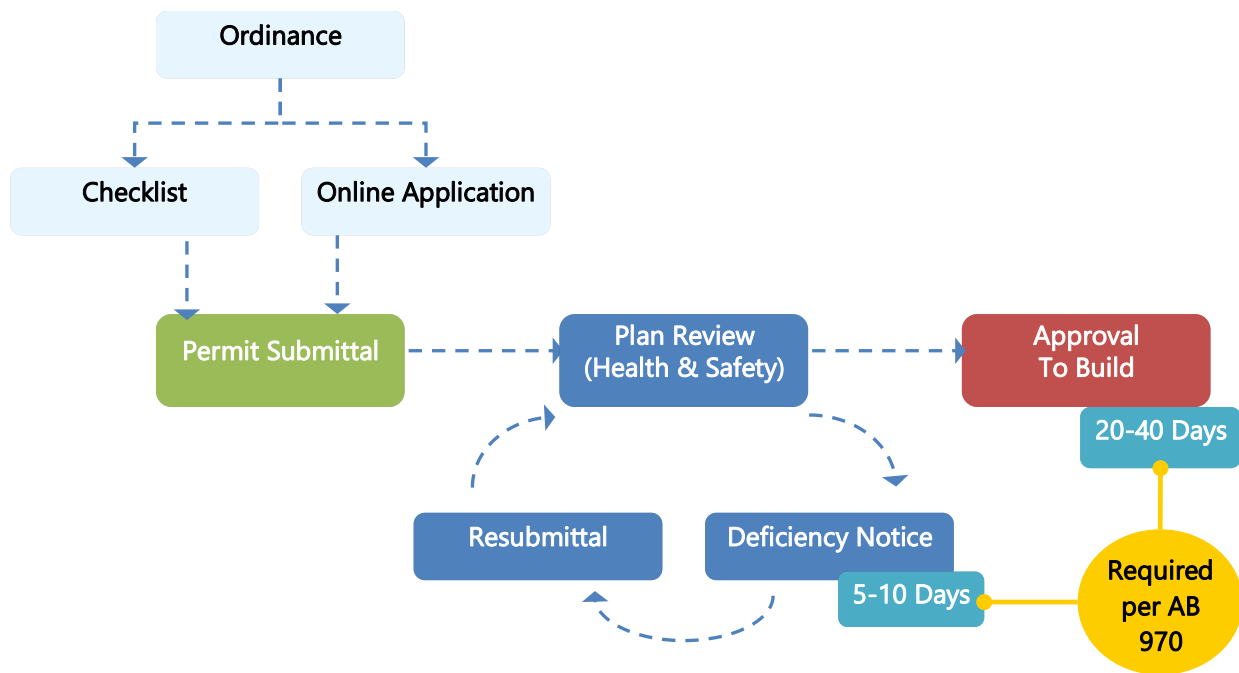 Ordinance
Checklist
Online Application
Permit Submittal
Plan Review
(Health & Safety)
Approval
To Build
20-40 Days
Resubmittal
Deficiency Notice
5-10 Days
Required
per AB
970